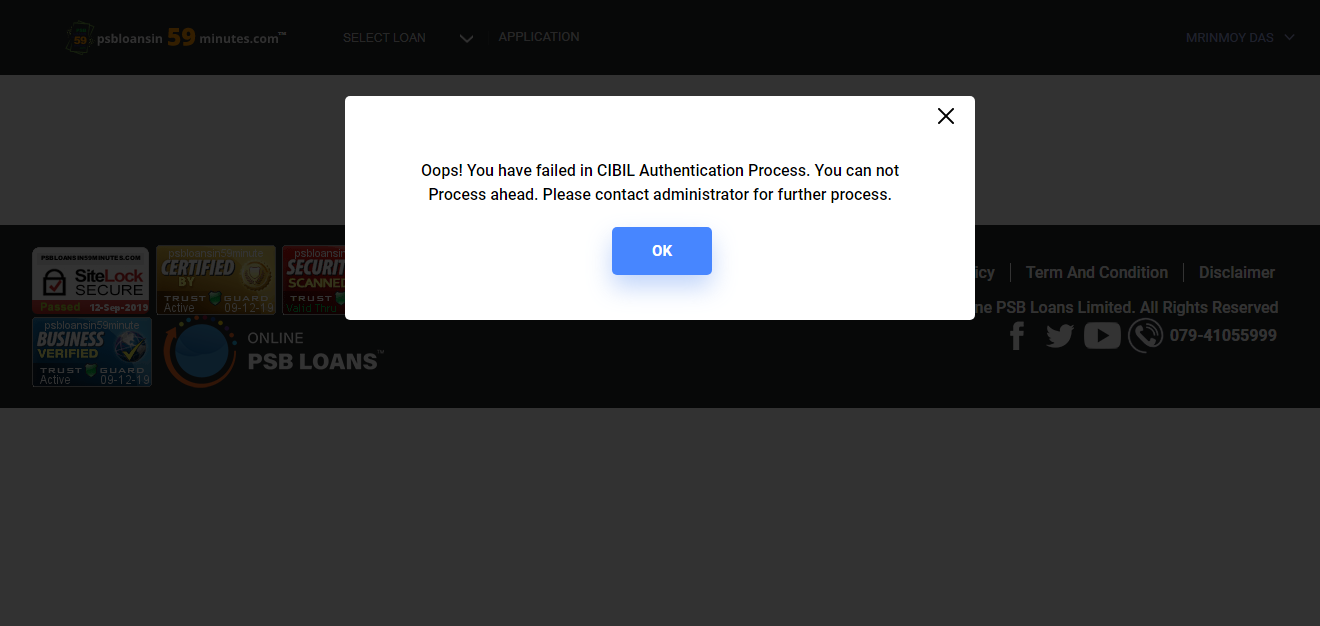 psbloansin 59 minutes.com™
SELECT LOAN
APPLICATION
MRINMOY DAS
Oops! You have failed in CIBIL Authentication Process. You can not
Process ahead. Please contact administrator for further process.
OK
PSBLOANSIN59MINUTES.COM
SiteLock
SECURE
Passed 12-Sep-2019
psbloansin59minute
CERTIFIED
BY
TRUST GUARD
Active 09-12-19
psbloansin
SECURIT
SCANNED
TRUST
Valid Thru
icy
Term And Condition
Disclaimer
ne PSB Loans Limited. All Rights Reserved
079-41055999
psbloansin59minute
BUSINESS
VERIFIED
TRUST GUARD
Active 09-12-19
ONLINE
PSB LOANS™